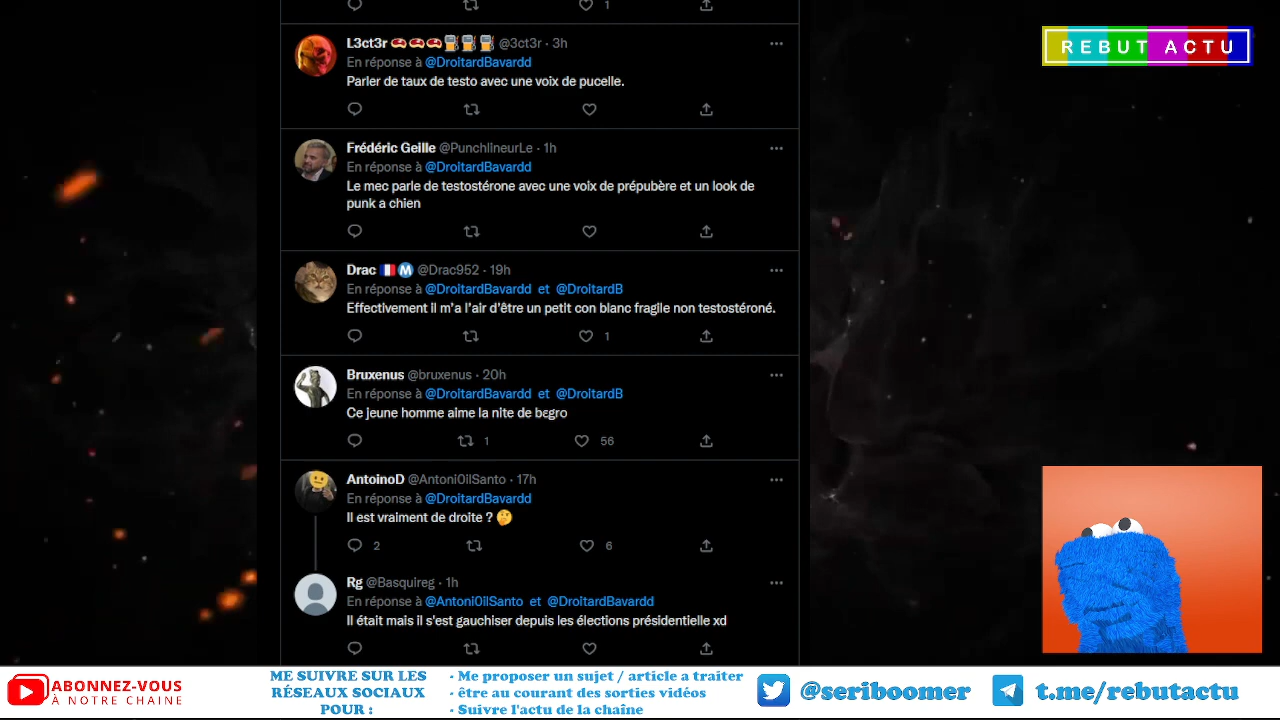 1
REBUT ACTU
L3ct3r 🥓🥓🥓⛽⛽⛽ @3ct3r · 3h
En réponse à @DroitardBavardd
Parler de taux de testo avec une voix de pucelle.
Frédéric Geille @PunchlineurLe · 1h
En réponse à @DroitardBavardd
Le mec parle de testostérone avec une voix de prépubère et un look de
punk a chien
Drac 🇫🇷Ⓜ️ @Drac952 · 19h
En réponse à @DroitardBavardd et @DroitardB
Effectivement il m'a l'air d'être un petit con blanc fragile non testostéroné.
1
Bruxenus @bruxenus · 20h
En réponse à @DroitardBavardd et @DroitardB
Ce jeune homme aime la nite de begro
1 56
AntoinoD @Antoni0ilSanto · 17h
En réponse à @DroitardBavardd
Il est vraiment de droite ? 🤔
2 6
Rg @Basquireg · 1h
En réponse à @Antoni0ilSanto et @DroitardBavardd
Il était mais il s'est gauchiser depuis les élections présidentielle xd
ABONNEZ-VOUS
À NOTRE CHAINE
ME SUIVRE SUR LES
RÉSEAUX SOCIAUX
POUR :
- Me proposer un sujet / article a traiter
- être au courant des sorties vidéos
- Suivre l'actu de la chaîne
@seriboomer
t.me/rebutactu